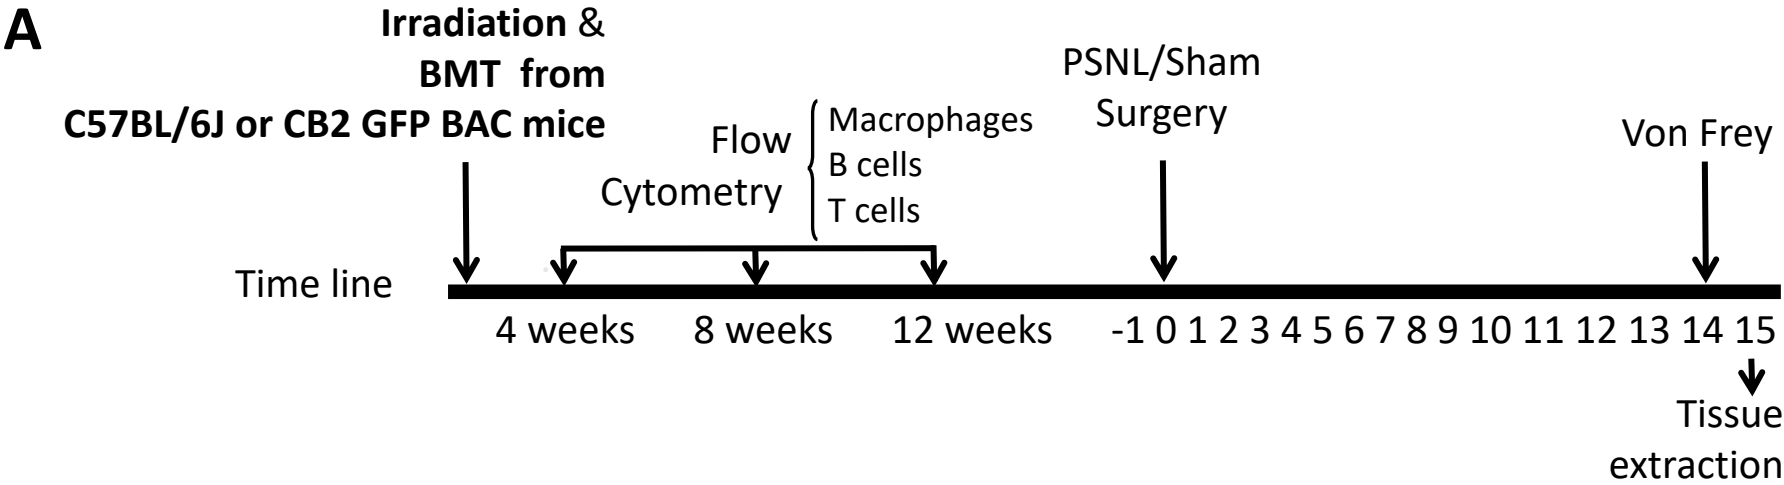 A
Irradiation &
BMT from
C57BL/6J or CB2 GFP BAC mice
Flow
Cytometry
Macrophages
B cells
T cells
PSNL/Sham
Surgery
Von Frey
Time line
4 weeks 8 weeks 12 weeks -1 0 1 2 3 4 5 6 7 8 9 10 11 12 13 14 15
Tissue
extraction